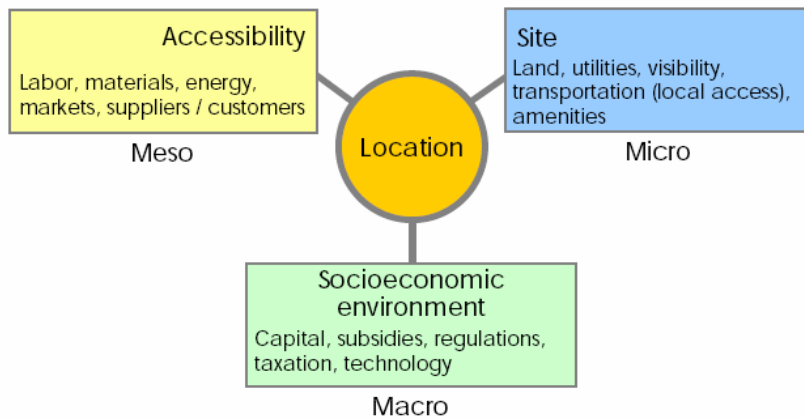 Accessibility
Labor, materials, energy,
markets, suppliers / customers
Meso
Site
Land, utilities, visibility,
transportation (local access),
amenities
Micro
Location
Socioeconomic
environment
Capital, subsidies, regulations,
taxation, technology
Macro